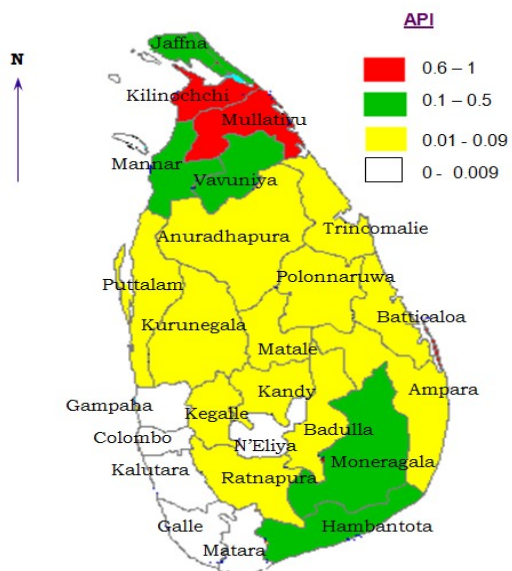 API
N
0.6 – 1
0.1 – 0.5
0.01 - 0.09
0 - 0.009
Jaffna
Kilinochchi
Mullativu
Mannar
Vavuniya
Anuradhapura
Trincomalie
Polonnaruwa
Puttalam
Batticaloa
Kurunegala
Matale
Kandy
Ampara
Gampaha
Kegalle
Badulla
Colombo
N'Eliya
Kalutara
Moneragala
Ratnapura
Galle
Hambantota
Matara